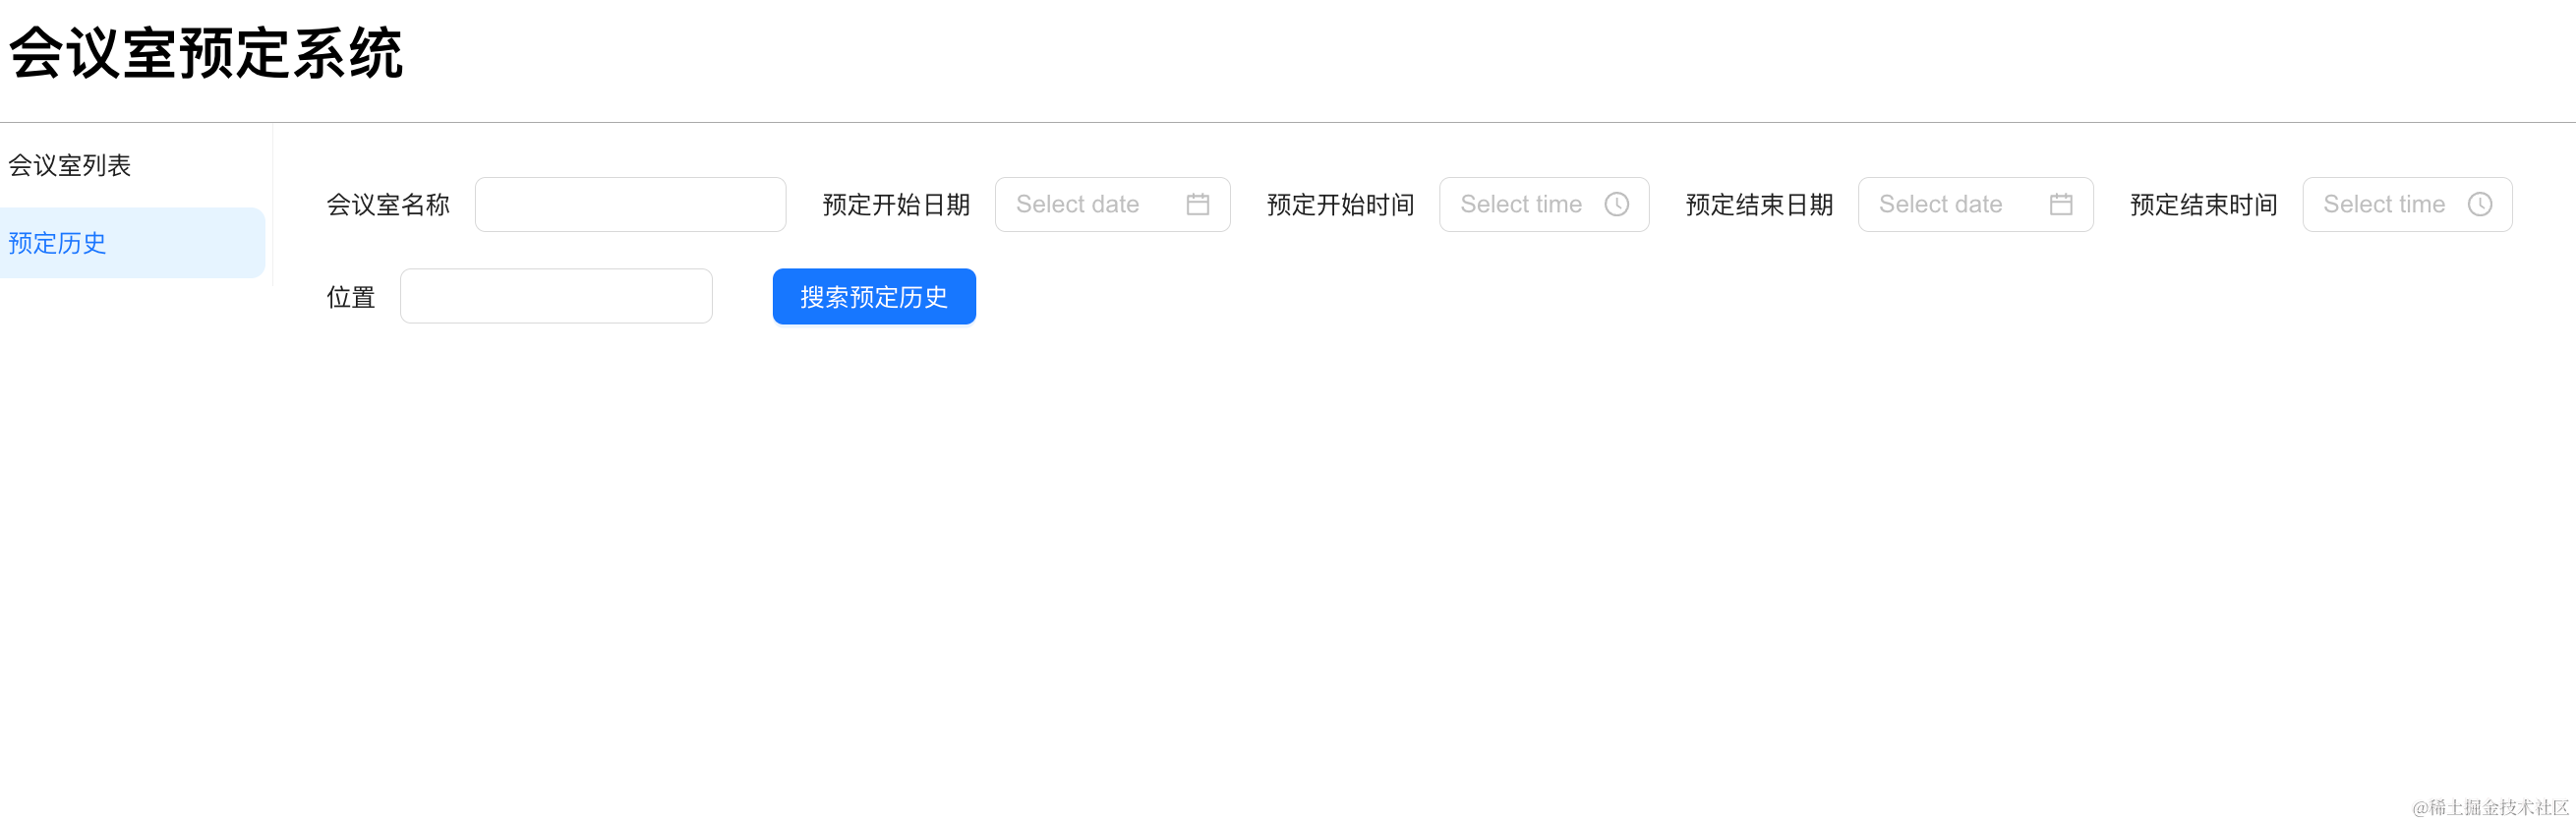 会议室预定系统
会议室列表
预定历史
会议室名称 预定开始日期 Select date 预定开始时间 Select time 预定结束日期 Select date 预定结束时间 Select time
位置 搜索预定历史
@稀土掘金技术社区